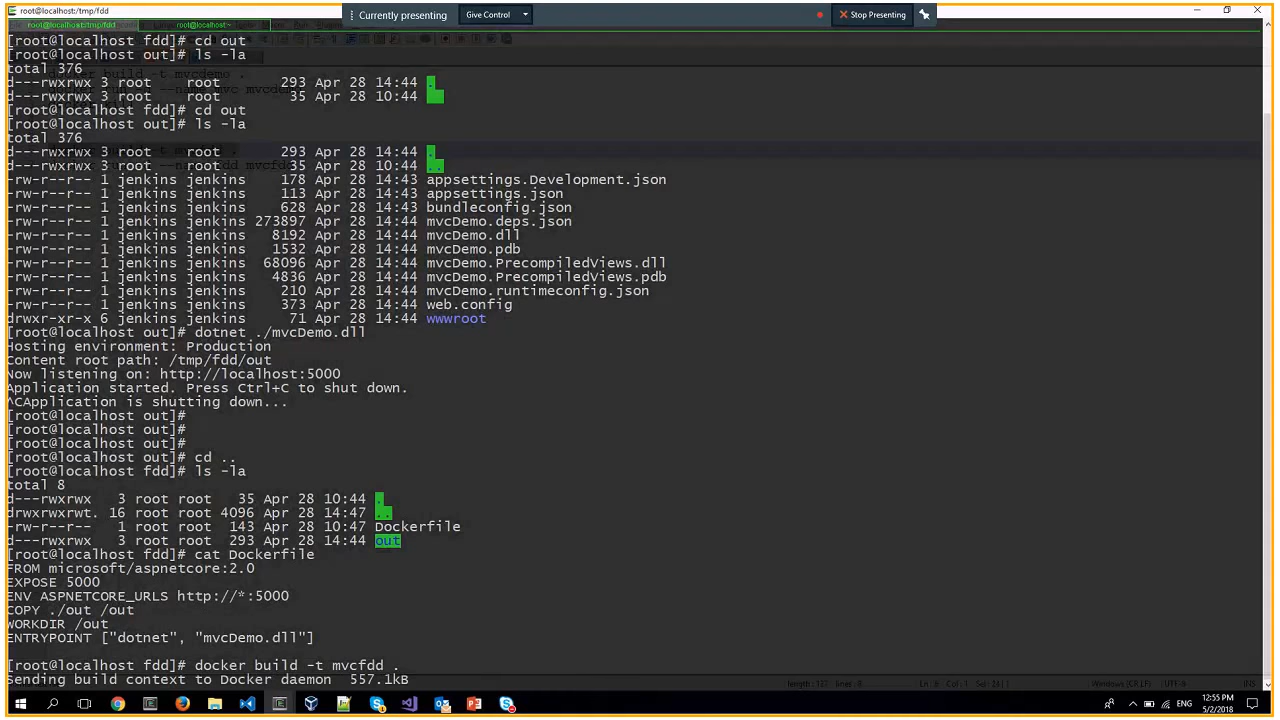 root@localhost:/tmp/fdd
Currently presenting
Give Control
Stop Presenting
root@localhost:tmp/fdd
root@localhost:~
[root@localhost fdd]# cd out
[root@localhost out]# ls -la
total 376
d---rwxrwx 3 root root 293 Apr 28 14:44 .
d---rwxrwx 3 root root 35 Apr 28 10:44
[root@localhost fdd]# cd out
[root@localhost out]# ls -la
total 376
d---rwxrwx 3 root root 293 Apr 28 14:44 .
d---rwxrwx 3 root root 35 Apr 28 10:44 ..
-rw-r--r-- 1 jenkins jenkins 178 Apr 28 14:43 appsettings.Development.json
-rw-r--r-- 1 jenkins jenkins 113 Apr 28 14:43 appsettings.json
-rw-r--r-- 1 jenkins jenkins 628 Apr 28 14:43 bundleconfig.json
-rw-r--r-- 1 jenkins jenkins 273897 Apr 28 14:44 mvcDemo.deps.json
-rw-r--r-- 1 jenkins jenkins 8192 Apr 28 14:44 mvcDemo.dll
-rw-r--r-- 1 jenkins jenkins 1532 Apr 28 14:44 mvcDemo.pdb
-rw-r--r-- 1 jenkins jenkins 68096 Apr 28 14:44 mvcDemo.PrecompiledViews.dll
-rw-r--r-- 1 jenkins jenkins 4836 Apr 28 14:44 mvcDemo.PrecompiledViews.pdb
-rw-r--r-- 1 jenkins jenkins 210 Apr 28 14:44 mvcDemo.runtimeconfig.json
-rw-r--r-- 1 jenkins jenkins 373 Apr 28 14:44 web.config
drwxr-xr-x 6 jenkins jenkins 71 Apr 28 14:44 wwwroot
[root@localhost out]# dotnet ./mvcDemo.dll
Hosting environment: Production
Content root path: /tmp/fdd/out
Now listening on: http://localhost:5000
Application started. Press Ctrl+C to shut down.
^CApplication is shutting down...
[root@localhost out]#
[root@localhost out]#
[root@localhost out]#
[root@localhost out]# cd ..
[root@localhost fdd]# ls -la
total 8
d---rwxrwx 3 root root 35 Apr 28 10:44 .
drwxrwxrwt. 16 root root 4096 Apr 28 14:47 ..
-rw-r--r-- 1 root root 143 Apr 28 10:47 Dockerfile
d---rwxrwx 3 root root 293 Apr 28 14:44 out
[root@localhost fdd]# cat Dockerfile
FROM microsoft/aspnetcore:2.0
EXPOSE 5000
ENV ASPNETCORE_URLS http://*:5000
COPY ./out /out
WORKDIR /out
ENTRYPOINT ["dotnet", "mvcDemo.dll"]
[root@localhost fdd]# docker build -t mvcfdd .
Sending build context to Docker daemon 557.1kB
ENG
12:55 PM
5/2/2018